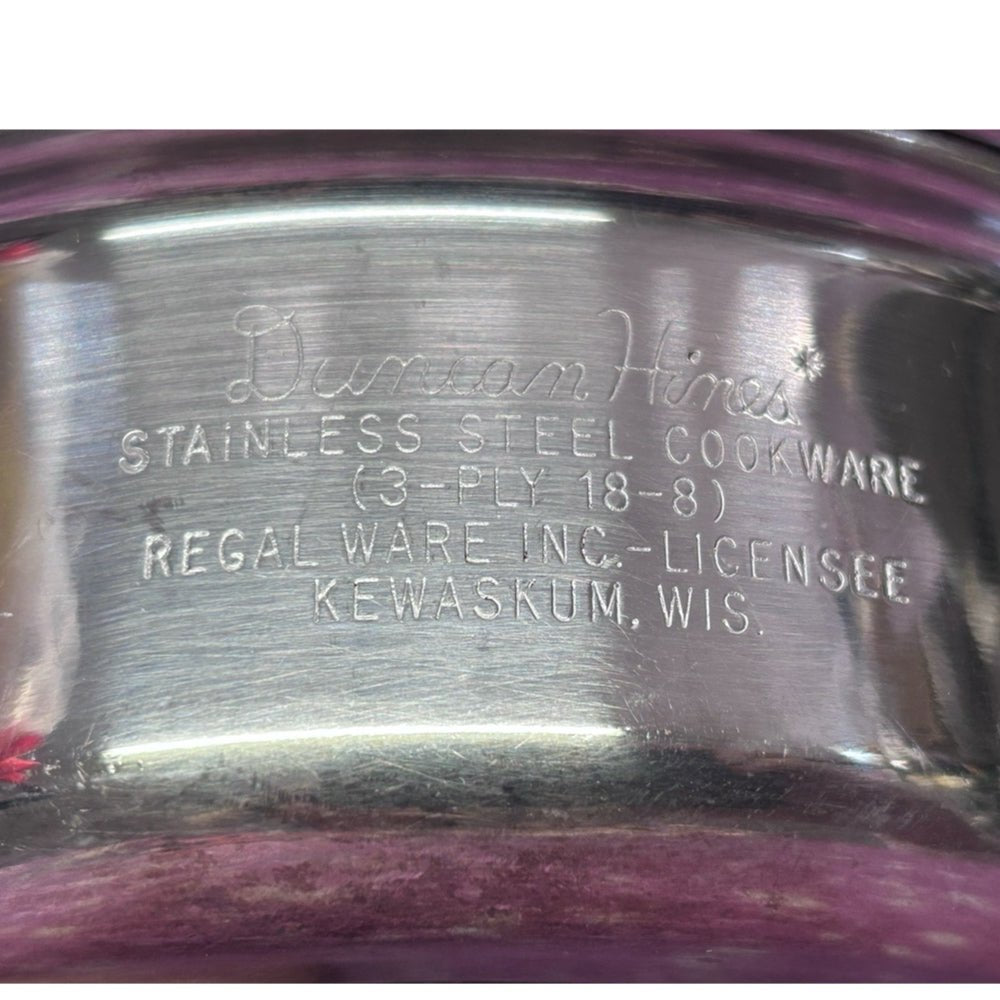 Duncan Hines*
STAINLESS STEEL COOKWARE
(3-PLY 18-8)
REGAL WARE INC.-LICENSEE
KEWASKUM, WIS.